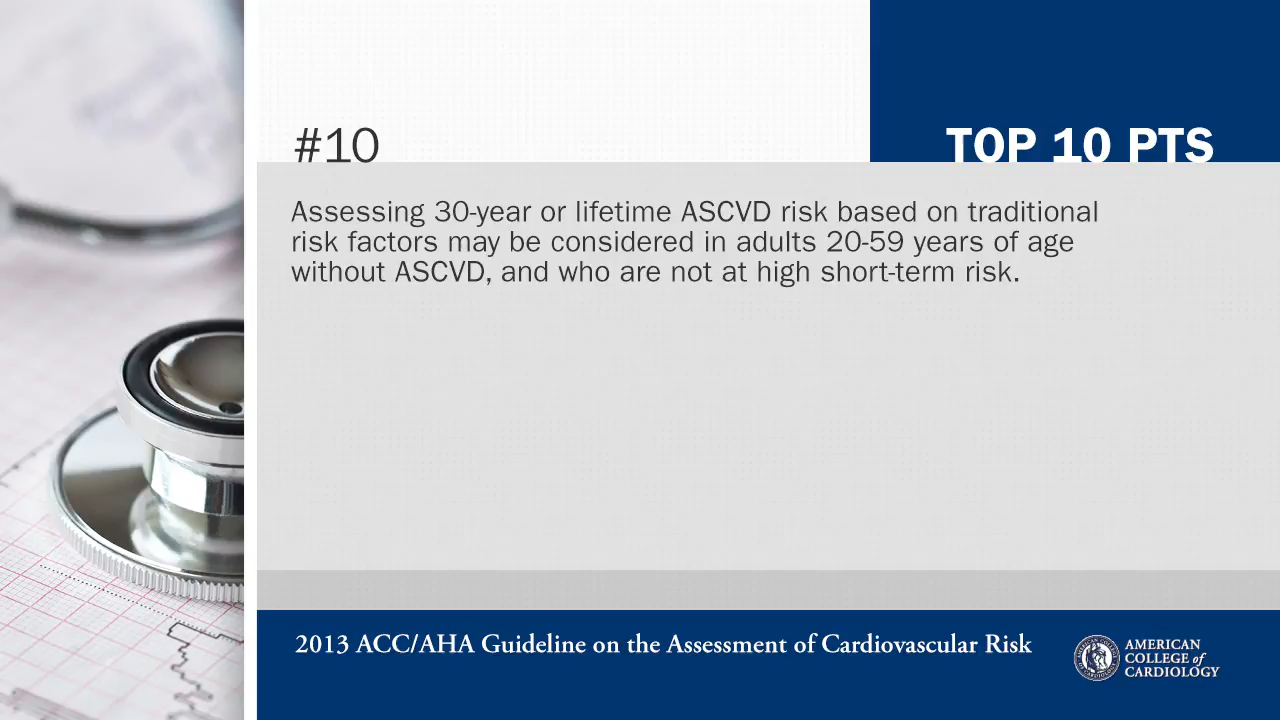 #10
TOP 10 PTS
Assessing 30-year or lifetime ASCVD risk based on traditional
risk factors may be considered in adults 20-59 years of age
without ASCVD, and who are not at high short-term risk.
2013 ACC/AHA Guideline on the Assessment of Cardiovascular Risk
AMERICAN
COLLEGE of
CARDIOLOGY